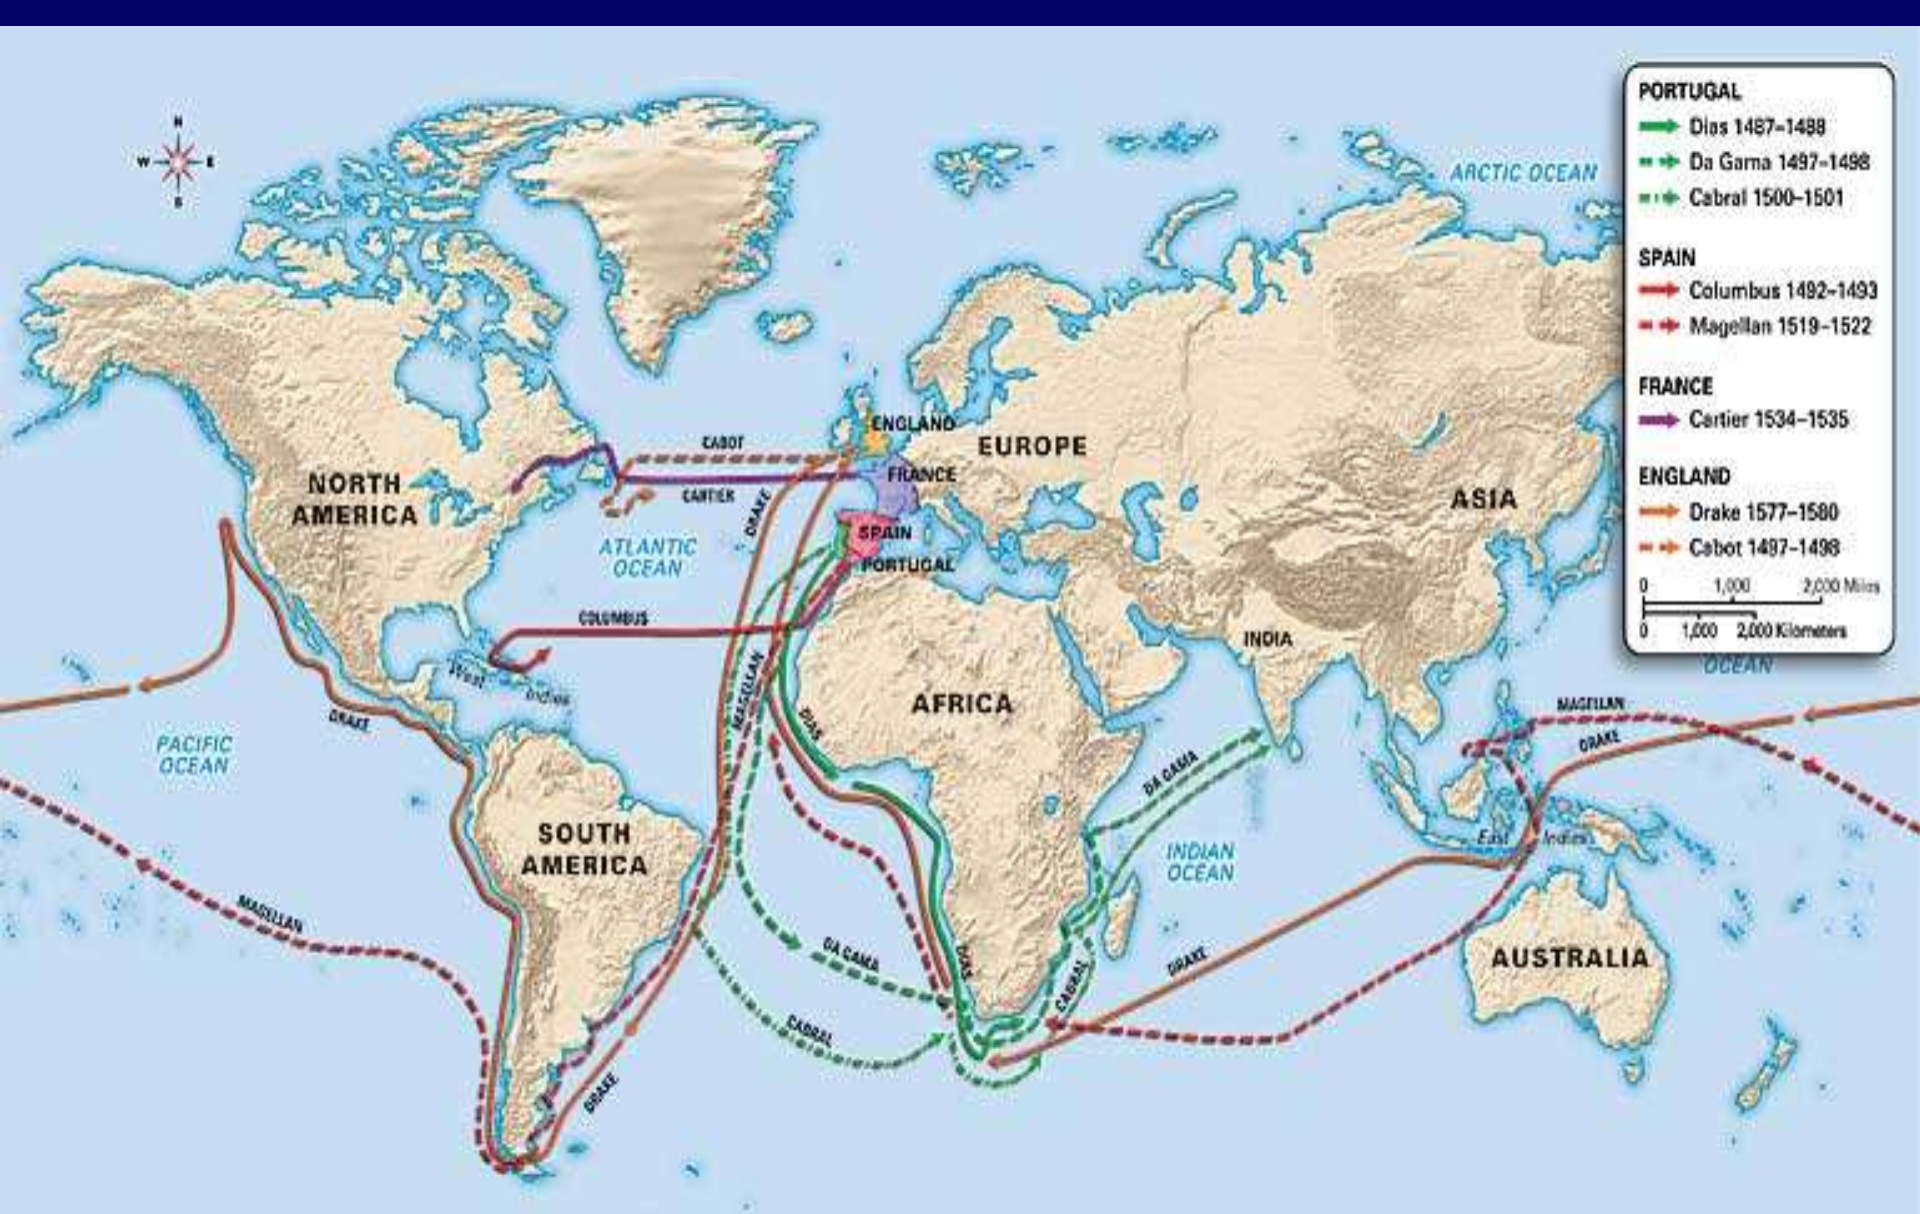 N
W E
S
PORTUGAL
Dias 1487–1488
Da Gama 1497–1498
Cabral 1500–1501
SPAIN
Columbus 1492–1493
Magellan 1519–1522
FRANCE
Cartier 1534–1535
ENGLAND
Drake 1577–1580
Cabot 1497–1498
0 1,000 2,000 Miles
0 1,000 2,000 Kilometers
ARCTIC OCEAN
ENGLAND
EUROPE
CABOT
FRANCE
NORTH
AMERICA
CARTIER
DRAKE
ASIA
SPAIN
ATLANTIC
OCEAN
PORTUGAL
COLUMBUS
INDIA
West
Indies
OCEAN
MAGELLAN
AFRICA
MAGELLAN
DRAKE
DIAS
DRAKE
PACIFIC
OCEAN
DA GAMA
SOUTH
AMERICA
East Indies
INDIAN
OCEAN
MAGELLAN
DA GAMA
DIAS
DRAKE
AUSTRALIA
CABRAL
CABRAL
DRAKE